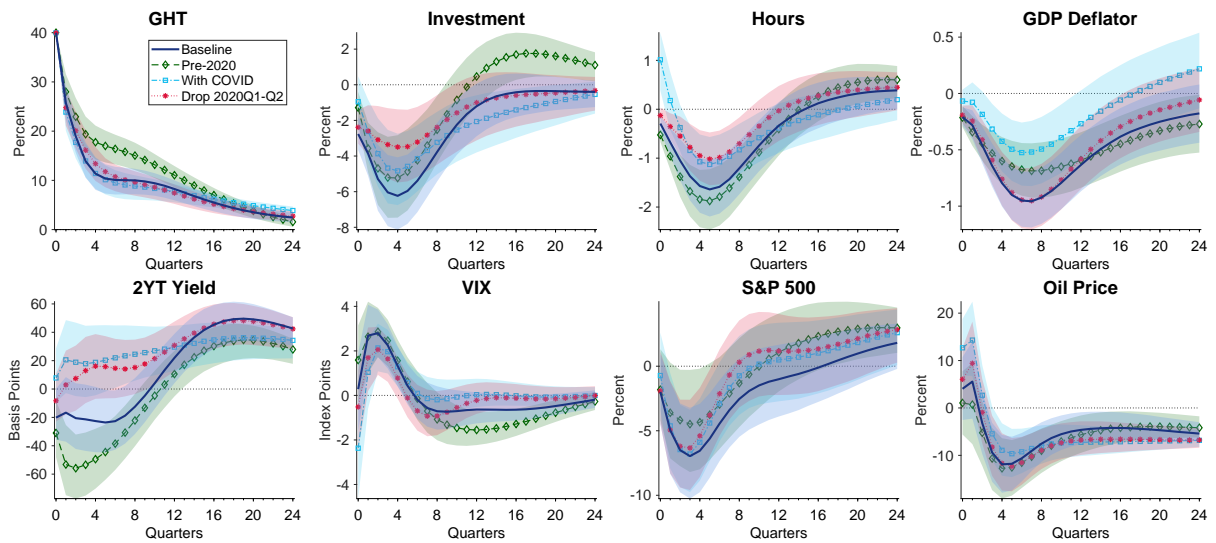 GHT
40
30
20
10
0
Percent
Baseline
Pre-2020
With COVID
Drop 2020Q1-Q2
0 4 8 12 16 20 24
Quarters
Investment
2
0
-2
-4
-6
-8
Percent
0 4 8 12 16 20 24
Quarters
Hours
1
0
-1
-2
Percent
0 4 8 12 16 20 24
Quarters
GDP Deflator
0.5
0
-0.5
-1
Percent
0 4 8 12 16 20 24
Quarters
2YT Yield
60
40
20
0
-20
-40
-60
Basis Points
0 4 8 12 16 20 24
Quarters
VIX
4
2
0
-2
-4
Index Points
0 4 8 12 16 20 24
Quarters
S&P 500
5
0
-5
-10
Percent
0 4 8 12 16 20 24
Quarters
Oil Price
20
10
0
-10
Percent
0 4 8 12 16 20 24
Quarters